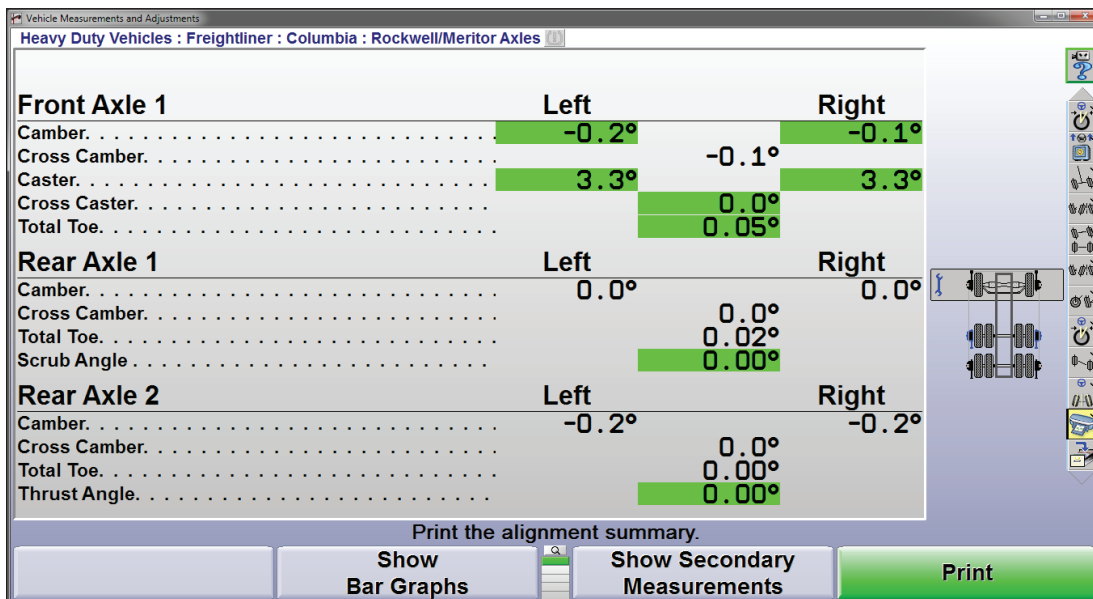 Vehicle Measurements and Adjustments
Heavy Duty Vehicles : Freightliner : Columbia : Rockwell/Meritor Axles
Front Axle 1 Left Right
Camber. . . . . . . . . . . . . . . . . . . . . . . . . . . . . -0.2° -0.1°
Cross Camber. . . . . . . . . . . . . . . . . . . . . . . . . -0.1°
Caster. . . . . . . . . . . . . . . . . . . . . . . . . . . . . 3.3° 3.3°
Cross Caster. . . . . . . . . . . . . . . . . . . . . . . . . 0.0°
Total Toe. . . . . . . . . . . . . . . . . . . . . . . . . . . 0.05°
Rear Axle 1 Left Right
Camber. . . . . . . . . . . . . . . . . . . . . . . . . . . . . 0.0° 0.0°
Cross Camber. . . . . . . . . . . . . . . . . . . . . . . . . 0.0°
Total Toe. . . . . . . . . . . . . . . . . . . . . . . . . . . 0.02°
Scrub Angle . . . . . . . . . . . . . . . . . . . . . . . . . 0.00°
Rear Axle 2 Left Right
Camber. . . . . . . . . . . . . . . . . . . . . . . . . . . . . -0.2° -0.2°
Cross Camber. . . . . . . . . . . . . . . . . . . . . . . . . 0.0°
Total Toe. . . . . . . . . . . . . . . . . . . . . . . . . . . 0.00°
Thrust Angle. . . . . . . . . . . . . . . . . . . . . . . . . 0.00°
Print the alignment summary.
Show Bar Graphs
Show Secondary Measurements
Print